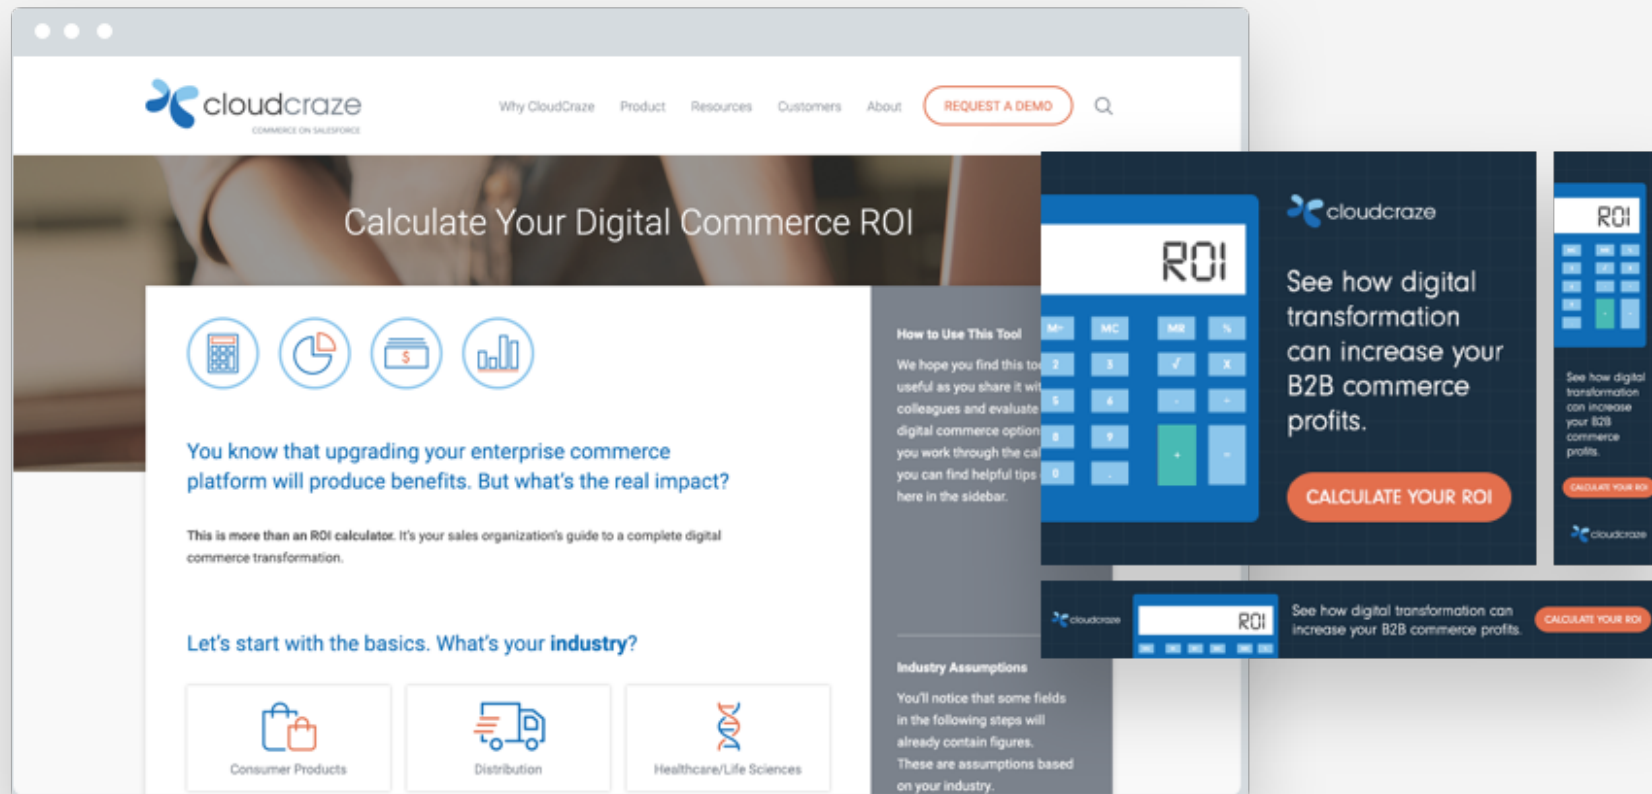 cloudcraze
COMMERCE ON SALESFORCE
Why CloudCraze Product Resources Customers About REQUEST A DEMO
Calculate Your Digital Commerce ROI
You know that upgrading your enterprise commerce
platform will produce benefits. But what's the real impact?
This is more than an ROI calculator. It's your sales organization's guide to a complete digital
commerce transformation.
Let's start with the basics. What's your industry?
Consumer Products
Distribution
Healthcare/Life Sciences
How to Use This Tool
We hope you find this
useful as you share it
colleagues and evaluate
digital commerce
you work through the
you can find helpful tips
here in the sidebar.
Industry Assumptions
You'll notice that some fields
in the following steps will
already contain figures.
These are assumptions based
on your industry.
ROI
M+ MC MR %
2 3 √ X
5 6 - ÷
8 9 + =
0 .
cloudcraze
See how digital
transformation
can increase your
B2B commerce
profits.
CALCULATE YOUR ROI
ROI
See how digital
transformation
can increase
your B2B
commerce
profits.
CALCULATE YOUR ROI
cloudcraze
cloudcraze
ROI
See how digital transformation can
increase your B2B commerce profits.
CALCULATE YOUR ROI